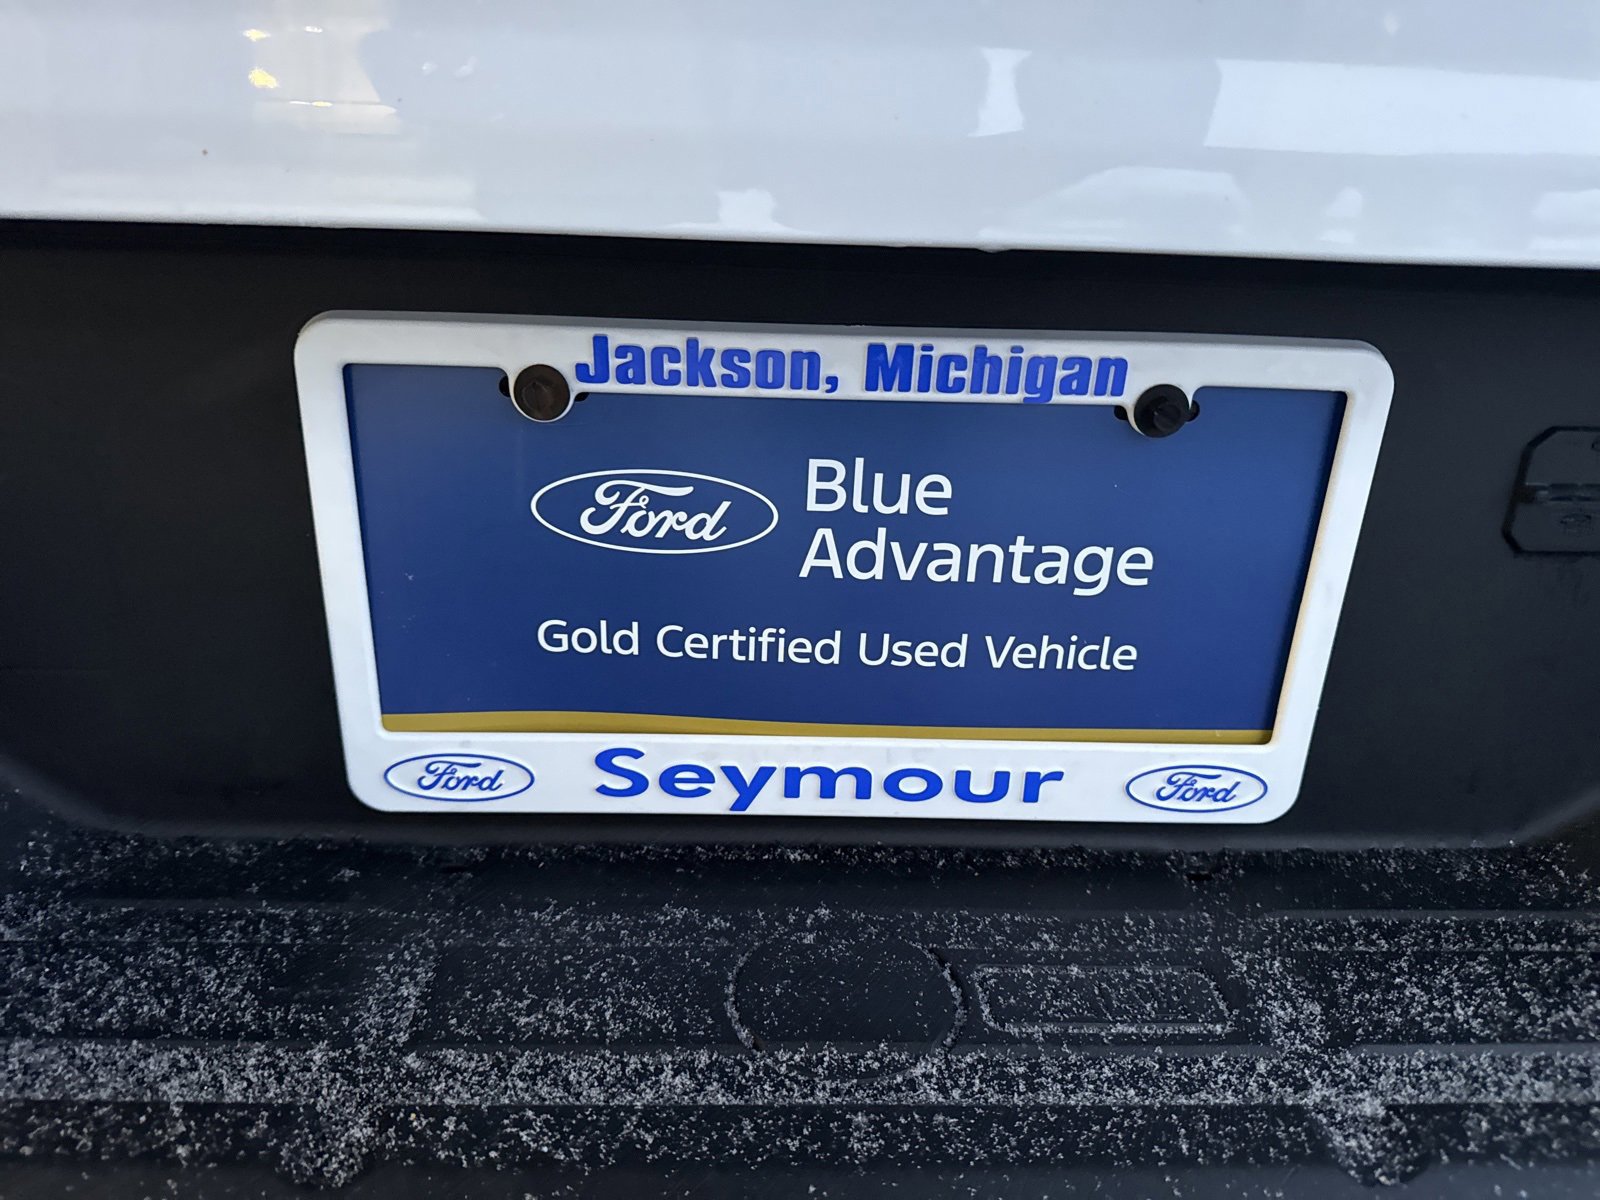 Jackson, Michigan
Ford
Blue
Advantage
Gold Certified Used Vehicle
Ford Seymour Ford